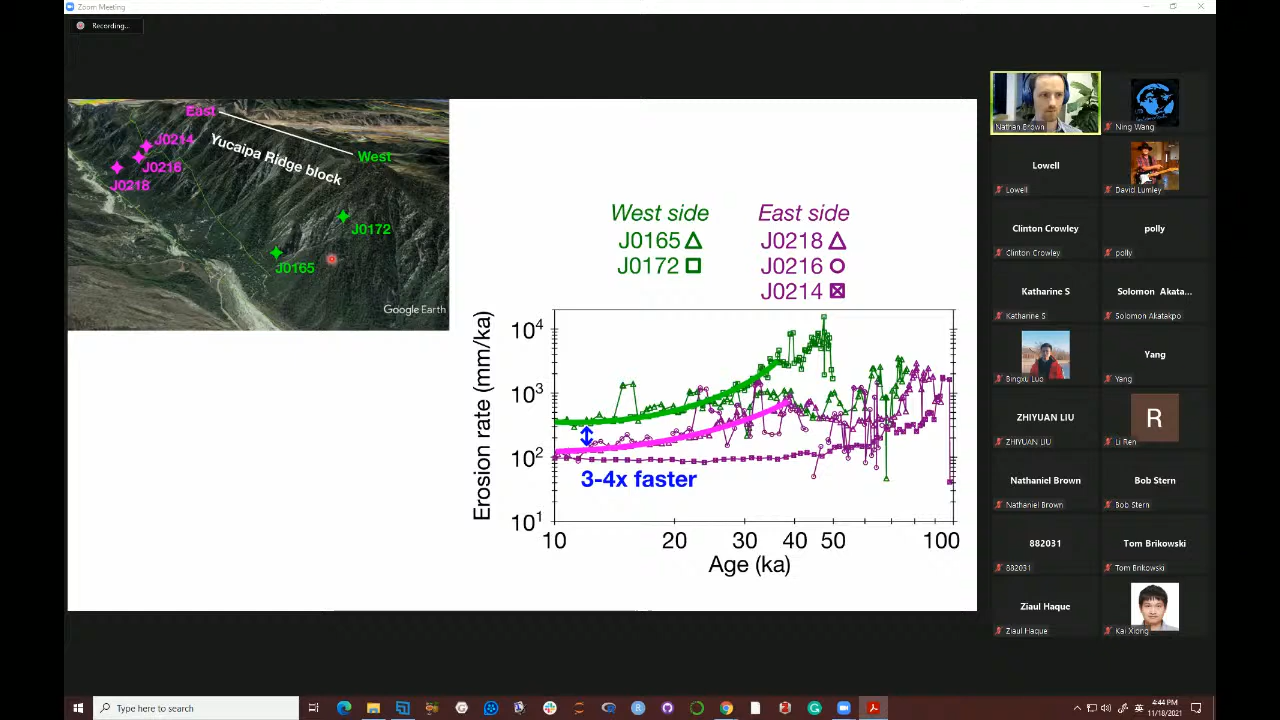 Zoom Meeting
Recording...
East
J0214
J0216
J0218
Yucaipa Ridge block
West
J0172
J0165
Google Earth
West side
J0165
J0172
East side
J0218
J0216
J0214
Erosion rate (mm/ka)
10⁴
10³
10²
10¹
3-4x faster
10 20 30 40 50 100
Age (ka)
Nathan Brown
Ning Wang
Lowell
Lowell
David Lumley
Clinton Crowley
Clinton Crowley
polly
polly
Katharine S
Katharine S
Solomon Akata...
Solomon Akatakpo
Bingxu Luo
Yang
Yang
ZHIYUAN LIU
ZHIYUAN LIU
R
Li Ren
Nathaniel Brown
Nathaniel Brown
Bob Stern
Bob Stern
882031
882031
Tom Brikowski
Tom Brikowski
Ziaul Haque
Ziaul Haque
Kai Xiong
Type here to search
4:44 PM
11/18/2021